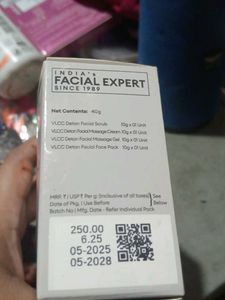 INDIA's
FACIAL EXPERT
SINCE 1989
Net Contents: 40g
VLCC Detan Facial Scrub 10g x 01 Unit
VLCC Detan Facial Massage Cream 10g x 01 Unit
VLCC Detan Facial Massage Gel 10g x 01 Unit
VLCC Detan Facial Face Pack 10g x 01 Unit
MRP ₹ / USP ₹ Per g: (Inclusive of all taxes)
Date of Pkg. / Use Before
See Below
Batch No | Mfg. Date - Refer Individual Pack
250.00
6.25
05-2025
05-2028